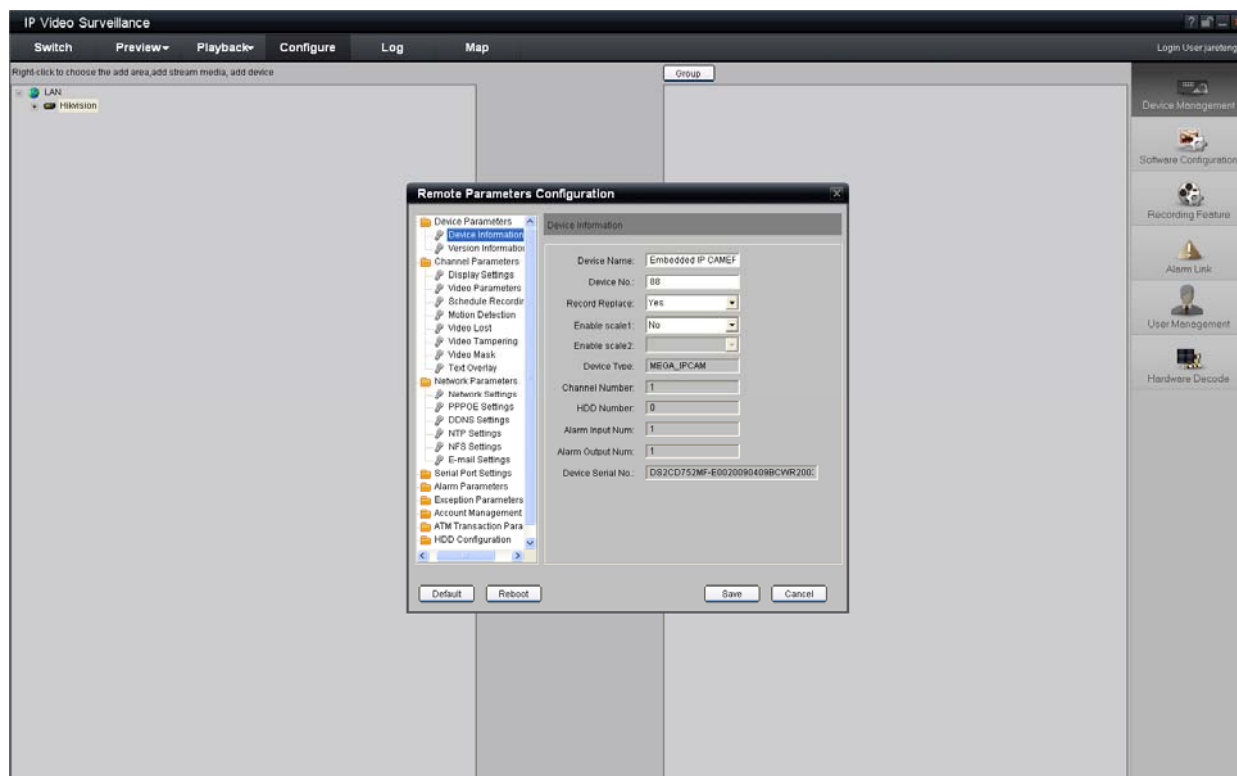 IP Video Surveillance
Switch Preview Playback Configure Log Map
Login User:jareteng
Right-click to choose the add area,add stream media, add device
Group
LAN
Hikvision
Device Management
Software Configuration
Recording Feature
Alarm Link
User Management
Hardware Decode
Remote Parameters Configuration
Device Parameters
Device Information
Version Information
Channel Parameters
Display Settings
Video Parameters
Schedule Recordin
Motion Detection
Video Lost
Video Tampering
Video Mask
Text Overlay
Network Parameters
Network Settings
PPPOE Settings
DDNS Settings
NTP Settings
NFS Settings
E-mail Settings
Serial Port Settings
Alarm Parameters
Exception Parameters
Account Management
ATM Transaction Para
HDD Configuration
Device Information
Device Name: Embedded IP CAMER
Device No.: 88
Record Replace: Yes
Enable scale1: No
Enable scale2:
Device Type: MEGA_IPCAM
Channel Number: 1
HDD Number: 0
Alarm Input Num: 1
Alarm Output Num: 1
Device Serial No.:
Default Reboot Save Cancel